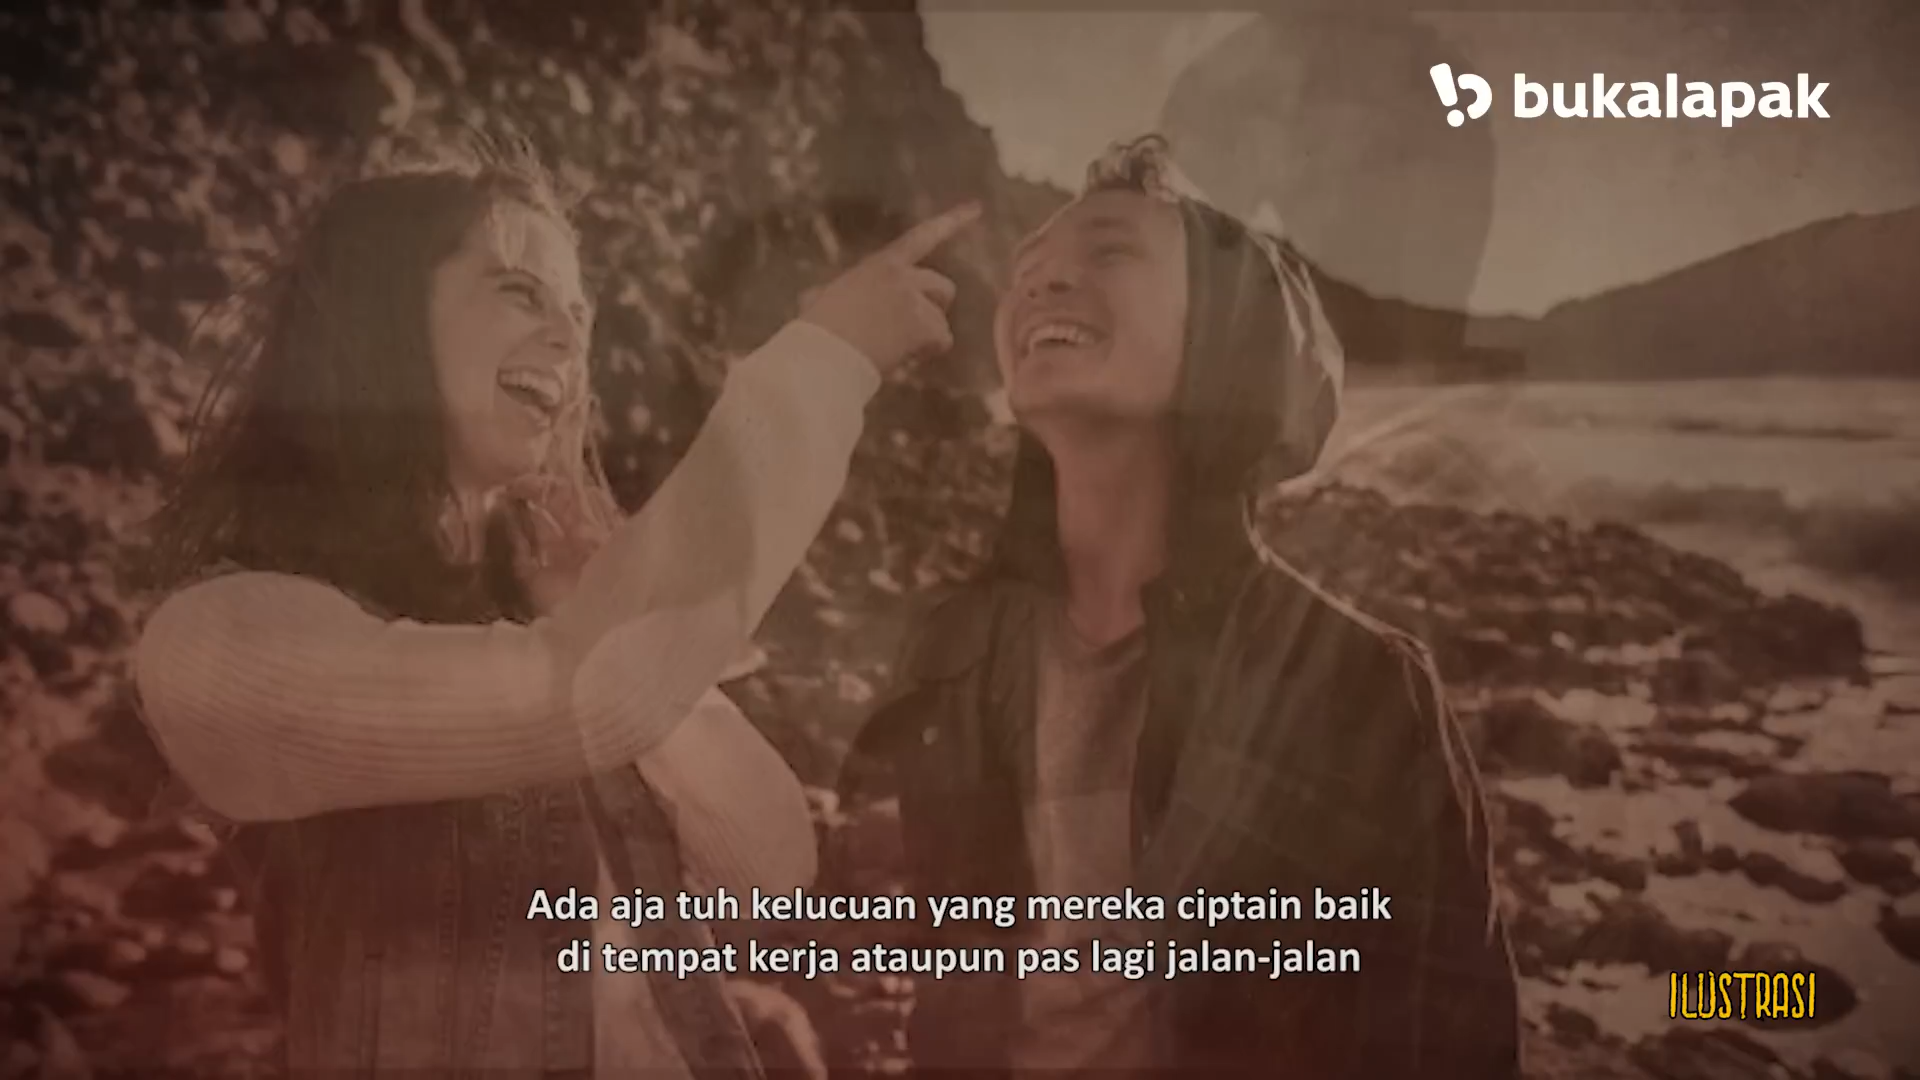 bukalapak
Ada aja tuh kelucuan yang mereka ciptain baik
di tempat kerja ataupun pas lagi jalan-jalan
ILUSTRASI